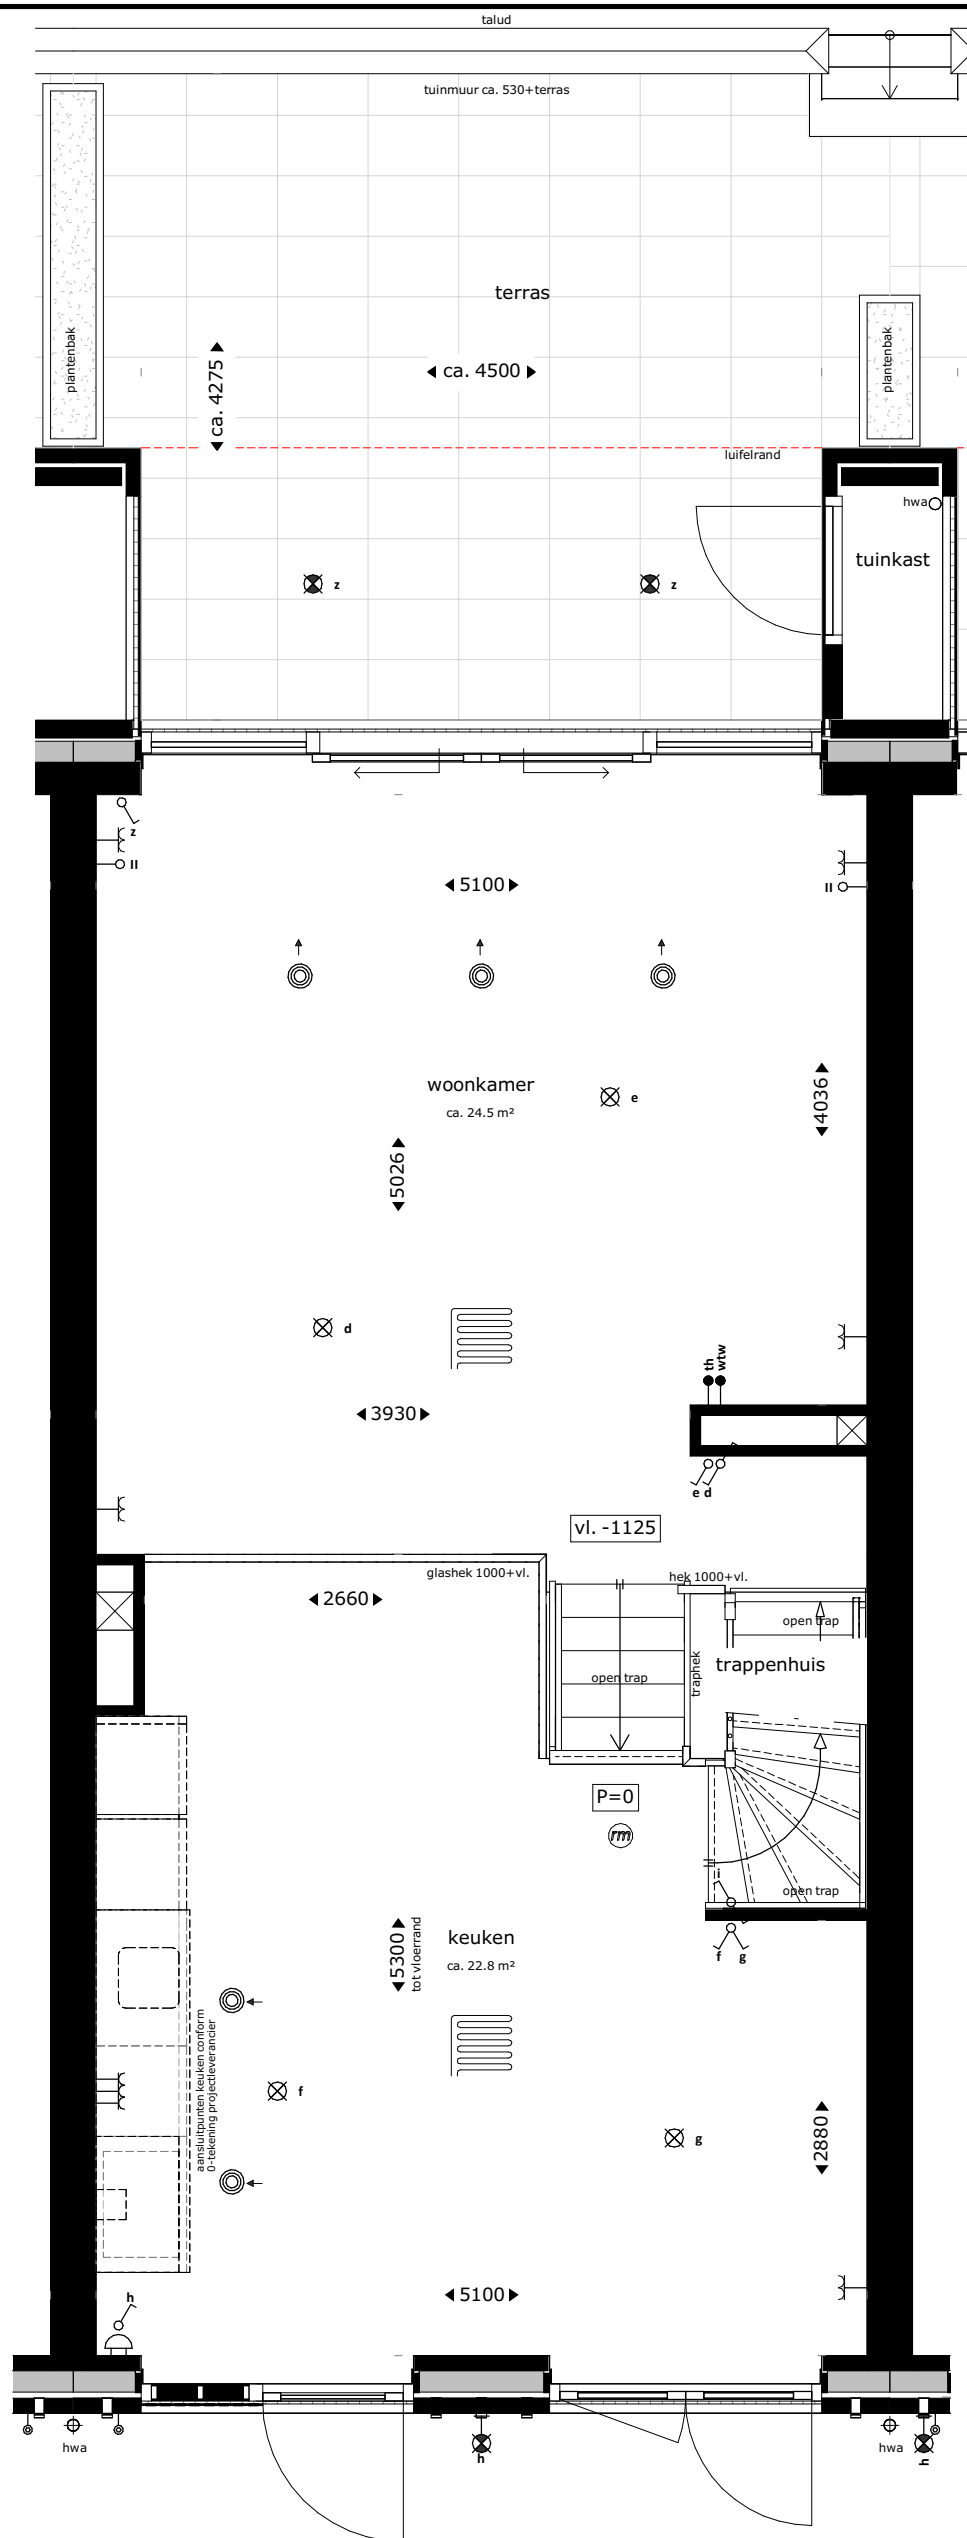 talud
tuinmuur ca. 530+terras
terras
plantenbak
plantenbak
ca. 4275
ca. 4500
luifelrand
hwa
tuinkast
z
z
z
II
5100
II
woonkamer
ca. 24.5 m²
e
4036
5026
d
th
wtw
3930
e d
vl. -1125
glashek 1000+vl.
hek 1000+vl.
2660
open trap
open trap
traphek
trappenhuis
P=0
rm
i
open trap
keuken
ca. 22.8 m²
5300
tot vloerrand
f
g
aansluitpunten keuken conform
0-tekening projectleverancier
f
g
2880
5100
h
hwa
h
hwa
h